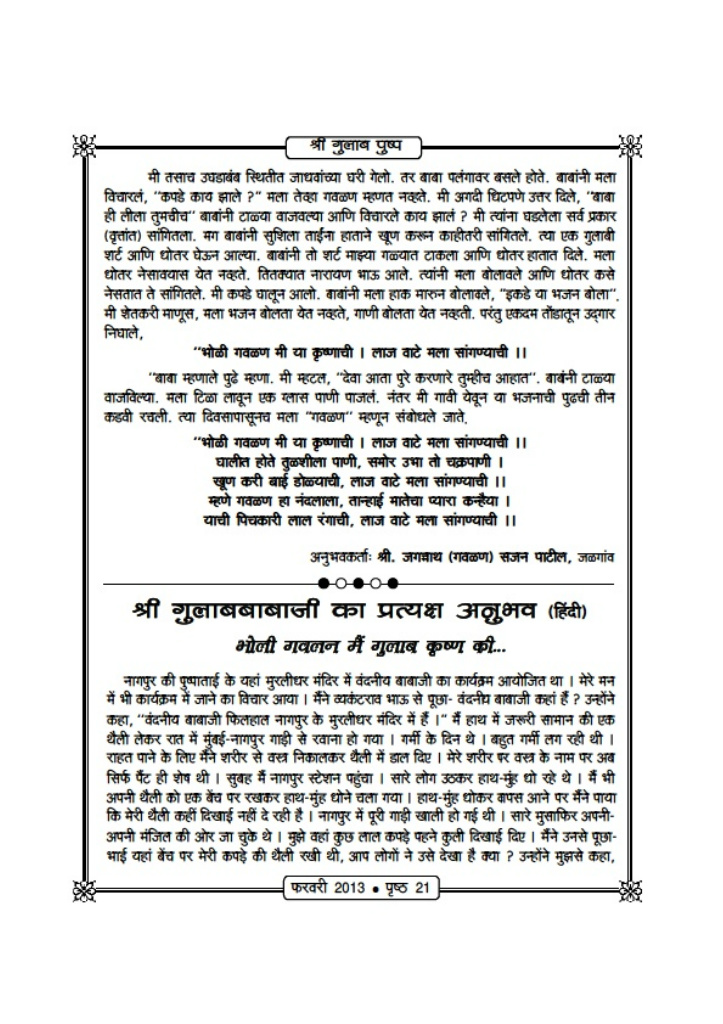 श्री गुलाब पुष्प
मी तसाच उघडाबंब स्थितीत जाधवांच्या घरी गेलो. तर बाबा पलंगावर बसले होते. बाबांनी मला
विचारलं, “कपडे काय झाले ?” मला तेव्हा गवळण म्हणत नव्हते. मी अगदी धिटपणे उत्तर दिले, “बाबा
ही लीला तुमचीच” बाबांनी टाळ्या वाजवल्या आणि विचारले काय झालं ? मी त्यांना घडलेला सर्व प्रकार
(वृत्तांत) सांगितला. मग बाबांनी सुशिला ताईंना हाताने खूण करून काहीतरी सांगितले. त्या एक गुलाबी
शर्ट आणि धोतर घेऊन आल्या. बाबांनी तो शर्ट माझ्या गळ्यात टाकला आणि धोतर हातात दिले. मला
धोतर नेसावयास येत नव्हते. तितक्यात नारायण भाऊ आले. त्यांनी मला बोलावले आणि धोतर कसे
नेसतात ते सांगितले. मी कपडे घालून आलो. बाबांनी मला हाक मारुन बोलावले, “इकडे या भजन बोला”.
मी शेतकरी माणूस, मला भजन बोलता येत नव्हते, गाणी बोलता येत नव्हती. परंतु एकदम तोंडातून उद्गार
निघाले,
“भोळी गवळण मी या कृष्णाची । लाज वाटे मला सांगण्याची ।।
“बाबा म्हणाले पुढे म्हणा. मी म्हटल, “देवा आता पुरे करणारे तुम्हीच आहात”. बाबांनी टाळ्या
वाजविल्या. मला टिळा लावून एक ग्लास पाणी पाजलं. नंतर मी गावी येवून या भजनाची पुढची तीन
कडवी रचली. त्या दिवसापासूनच मला “गवळण” म्हणून संबोधले जाते.
“भोळी गवळण मी या कृष्णाची । लाज वाटे मला सांगण्याची ।।
घालीत होते तुळशीला पाणी, समोर उभा तो चक्रपाणी ।
खूण करी बाई डोळ्याची, लाज वाटे मला सांगण्याची ।।
म्हणे गवळण हा नंदलाला, तान्हाई मातेचा प्यारा कन्हैया ।
याची पिचकारी लाल रंगाची, लाज वाटे मला सांगण्याची ।।
अनुभवकर्ताः श्री. जगन्नाथ (गवळण) सजन पाटील, जळगांव
श्री गुलाबबाबाजी का प्रत्यक्ष अनुभव (हिंदी)
भोली गवलन मैं गुलाब कृष्ण की...
नागपुर की पुष्पाताई के यहां मुरलीधर मंदिर में वंदनीय बाबाजी का कार्यक्रम आयोजित था । मेरे मन
में भी कार्यक्रम में जाने का विचार आया । मैंने व्यकंटराव भाऊ से पूछा- वंदनीय बाबाजी कहां हैं ? उन्होंने
कहा, “वंदनीय बाबाजी फिलहाल नागपुर के मुरलीधर मंदिर में हैं ।” मैं हाथ में जरूरी सामान की एक
थैली लेकर रात में मुंबई-नागपुर गाड़ी से रवाना हो गया । गर्मी के दिन थे । बहुत गर्मी लग रही थी ।
राहत पाने के लिए मैंने शरीर से वस्त्र निकालकर थैली में डाल दिए । मेरे शरीर पर वस्त्र के नाम पर अब
सिर्फ पैंट ही शेष थी । सुबह मैं नागपुर स्टेशन पहुंचा । सारे लोग उठकर हाथ-मुंह धो रहे थे । मैं भी
अपनी थैली को एक बेंच पर रखकर हाथ-मुंह धोने चला गया । हाथ-मुंह धोकर वापस आने पर मैंने पाया
कि मेरी थैली कहीं दिखाई नहीं दे रही है । नागपुर में पूरी गाड़ी खाली हो गई थी । सारे मुसाफिर अपनी-
अपनी मंजिल की ओर जा चुके थे । मुझे वहां कुछ लाल कपड़े पहने कुली दिखाई दिए । मैंने उनसे पूछा-
भाई यहां बेंच पर मेरी कपड़े की थैली रखी थी, आप लोगों ने उसे देखा है क्या ? उन्होंने मुझसे कहा,
फरवरी 2013 ● पृष्ठ 21